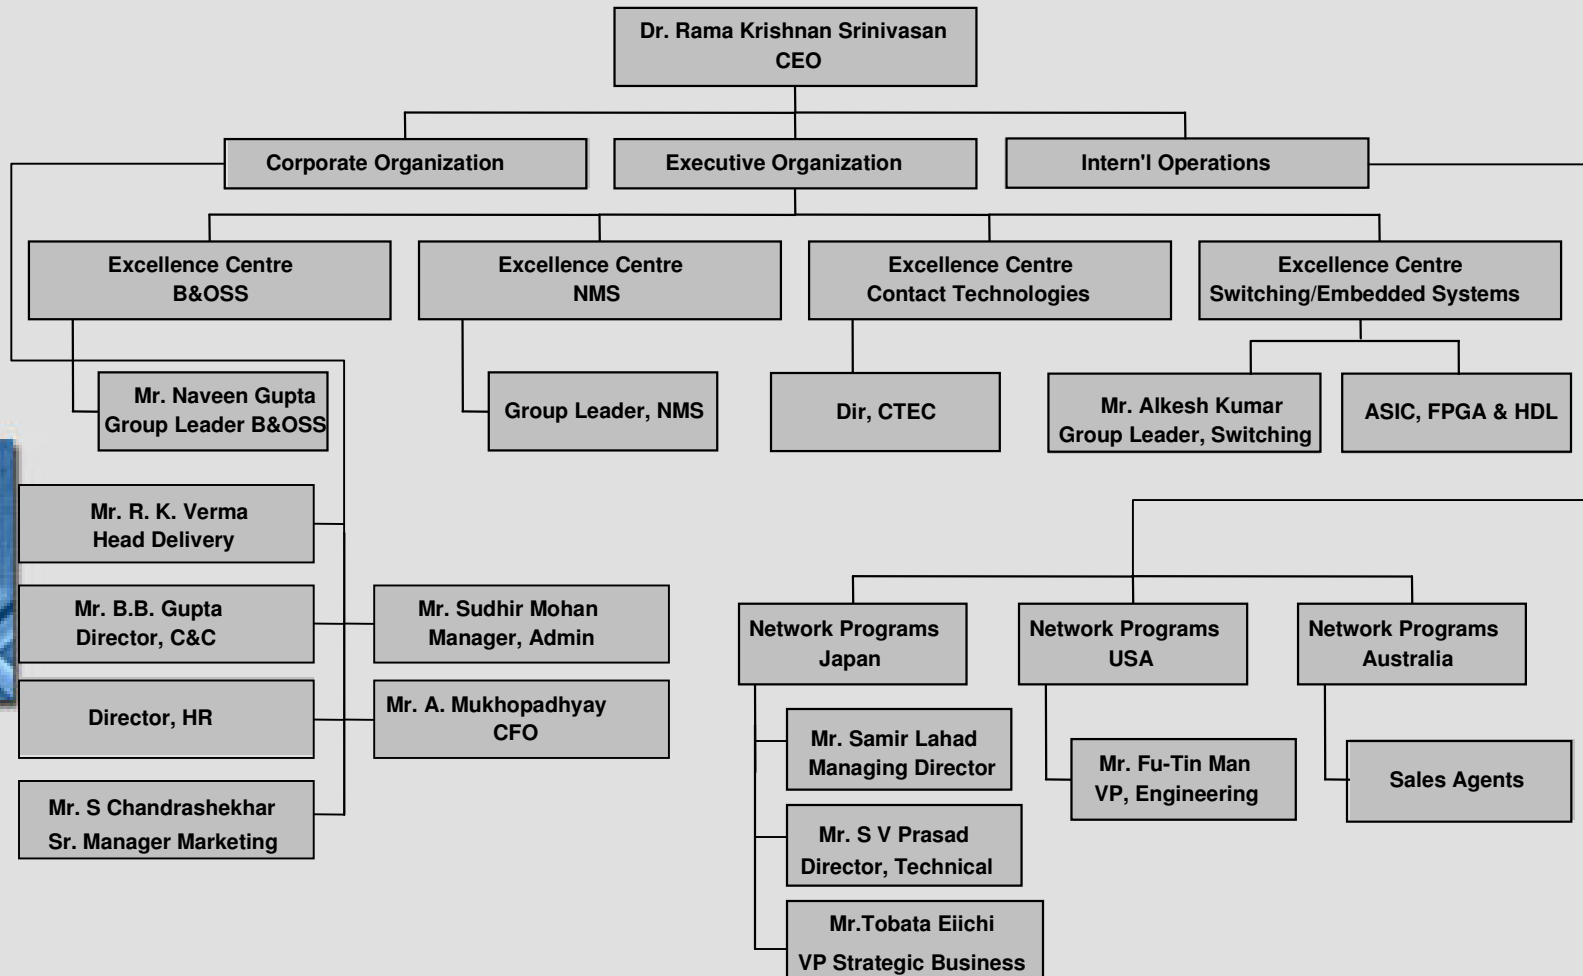 Dr. Rama Krishnan Srinivasan
CEO
Corporate Organization
Executive Organization
Intern'l Operations
Excellence Centre
B&OSS
Excellence Centre
NMS
Excellence Centre
Contact Technologies
Excellence Centre
Switching/Embedded Systems
Mr. Naveen Gupta
Group Leader B&OSS
Group Leader, NMS
Dir, CTEC
Mr. Alkesh Kumar
Group Leader, Switching
ASIC, FPGA & HDL
Mr. R. K. Verma
Head Delivery
Mr. B.B. Gupta
Director, C&C
Mr. Sudhir Mohan
Manager, Admin
Director, HR
Mr. A. Mukhopadhyay
CFO
Mr. S Chandrashekhar
Sr. Manager Marketing
Network Programs
Japan
Network Programs
USA
Network Programs
Australia
Mr. Samir Lahad
Managing Director
Mr. Fu-Tin Man
VP, Engineering
Sales Agents
Mr. S V Prasad
Director, Technical
Mr.Tobata Eiichi
VP Strategic Business